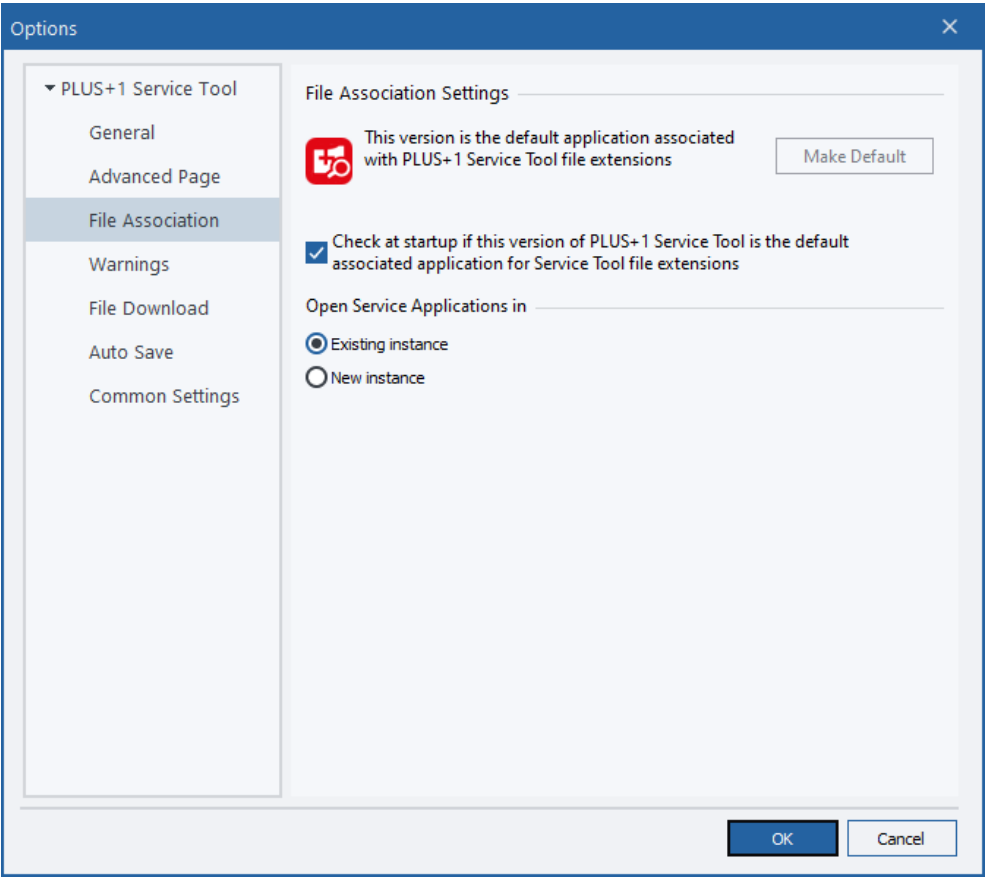 Options
PLUS+1 Service Tool
General
Advanced Page
File Association
Warnings
File Download
Auto Save
Common Settings
File Association Settings
This version is the default application associated
with PLUS+1 Service Tool file extensions
Make Default
Check at startup if this version of PLUS+1 Service Tool is the default
associated application for Service Tool file extensions
Open Service Applications in
Existing instance
New instance
OK
Cancel